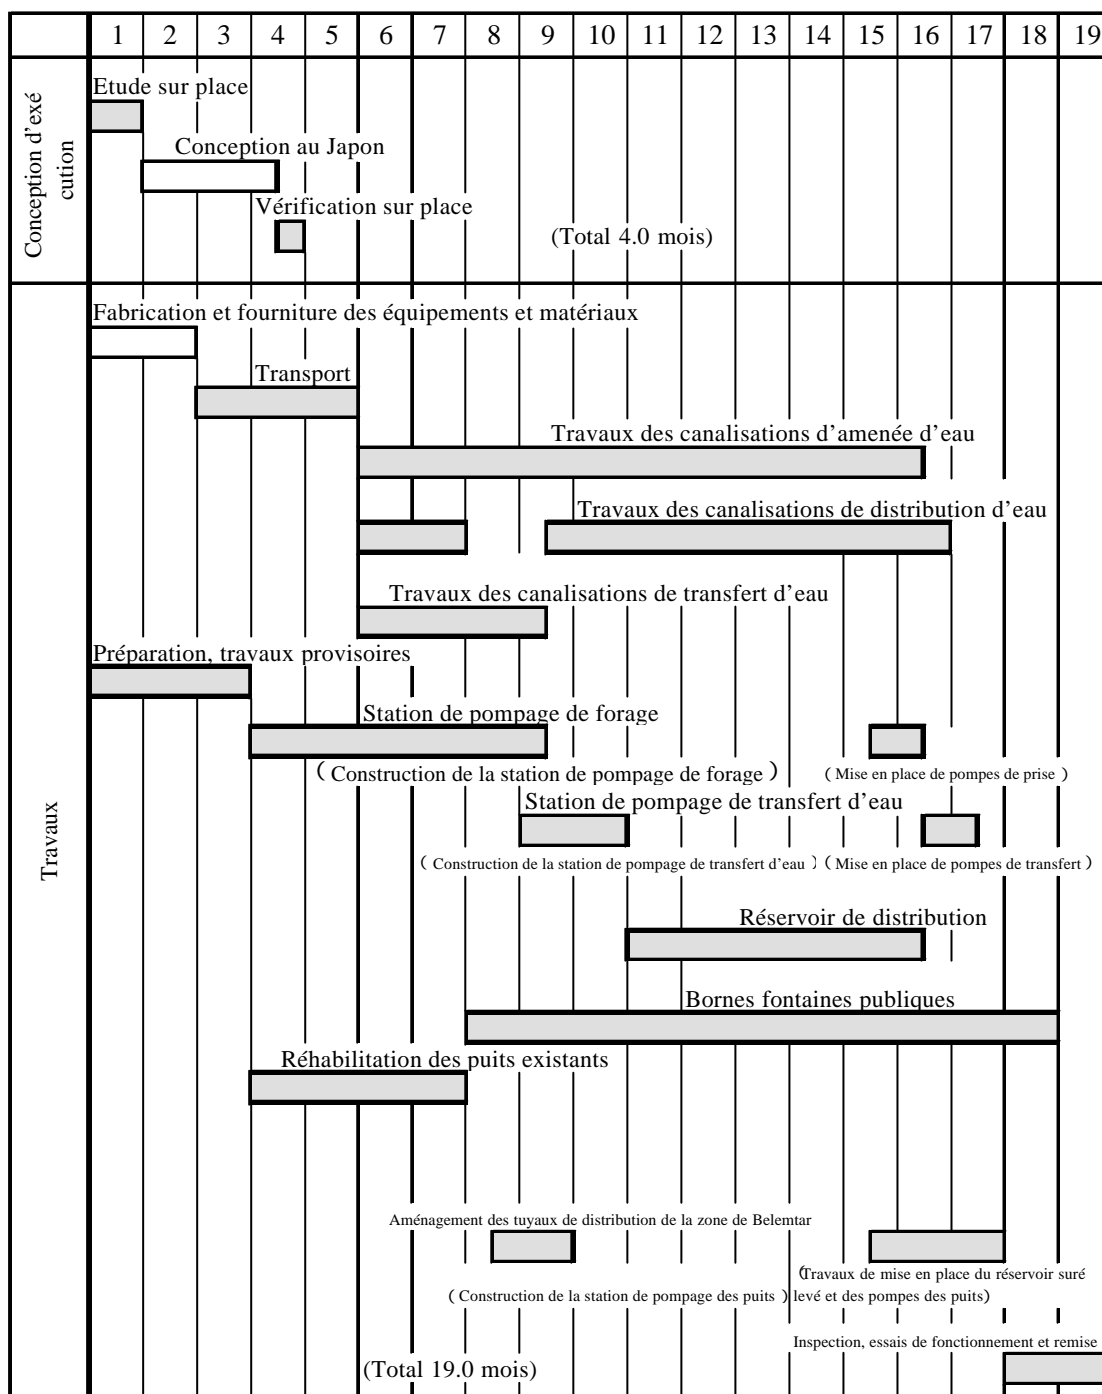 1 2 3 4 5 6 7 8 9 10 11 12 13 14 15 16 17 18 19
Conception d'exé
cution
Etude sur place
Conception au Japon
Vérification sur place
(Total 4.0 mois)
Travaux
Fabrication et fourniture des équipements et matériaux
Transport
Travaux des canalisations d'amenée d'eau
Travaux des canalisations de distribution d'eau
Travaux des canalisations de transfert d'eau
Préparation, travaux provisoires
Station de pompage de forage
(Construction de la station de pompage de forage) (Mise en place de pompes de prise)
Station de pompage de transfert d'eau
(Construction de la station de pompage de transfert d'eau) (Mise en place de pompes de transfert)
Réservoir de distribution
Bornes fontaines publiques
Réhabilitation des puits existants
Aménagement des tuyaux de distribution de la zone de Belemtar
(Construction de la station de pompage des puits)
(Travaux de mise en place du réservoir suré
levé et des pompes des puits)
Inspection, essais de fonctionnement et remise
(Total 19.0 mois)